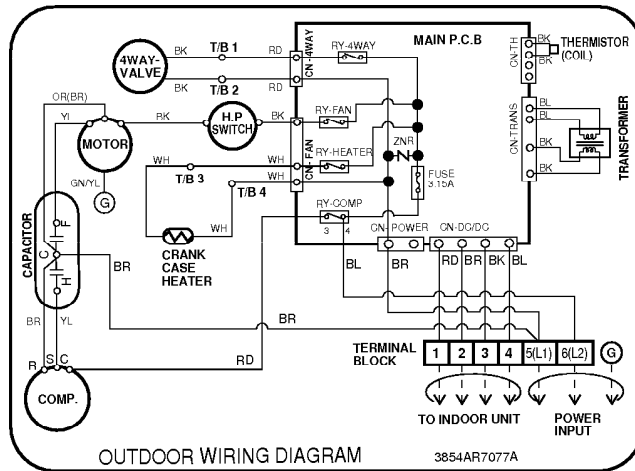 MAIN P.C.B
4WAY-
VALVE
BK
T/B 1
RD
BK
T/B 2
RD
CN-4WAY
RY-4WAY
CN-TH
BK
BK
THERMISTOR
(COIL)
OR(BR)
YI
MOTOR
BK
H.P
SWITCH
BK
RY-FAN
CN-FAN
ZNR
CN-TRANS
BL
BL
BK
BK
TRANSFORMER
GN/YL
G
WH
T/B 3
WH
RY-HEATER
WH
T/B 4
WH
FUSE
3.15A
WH
CRANK
CASE
HEATER
RY-COMP
3 4
CN-POWER
CN-DC/DC
CAPACITOR
F
C
H
BR
BL
BR
RD
BR
BK
BL
BR
BR
YL
R
S
C
COMP.
RD
TERMINAL
BLOCK
1
2
3
4
5(L1)
6(L2)
G
TO INDOOR UNIT
POWER
INPUT
OUTDOOR WIRING DIAGRAM
3854AR7077A